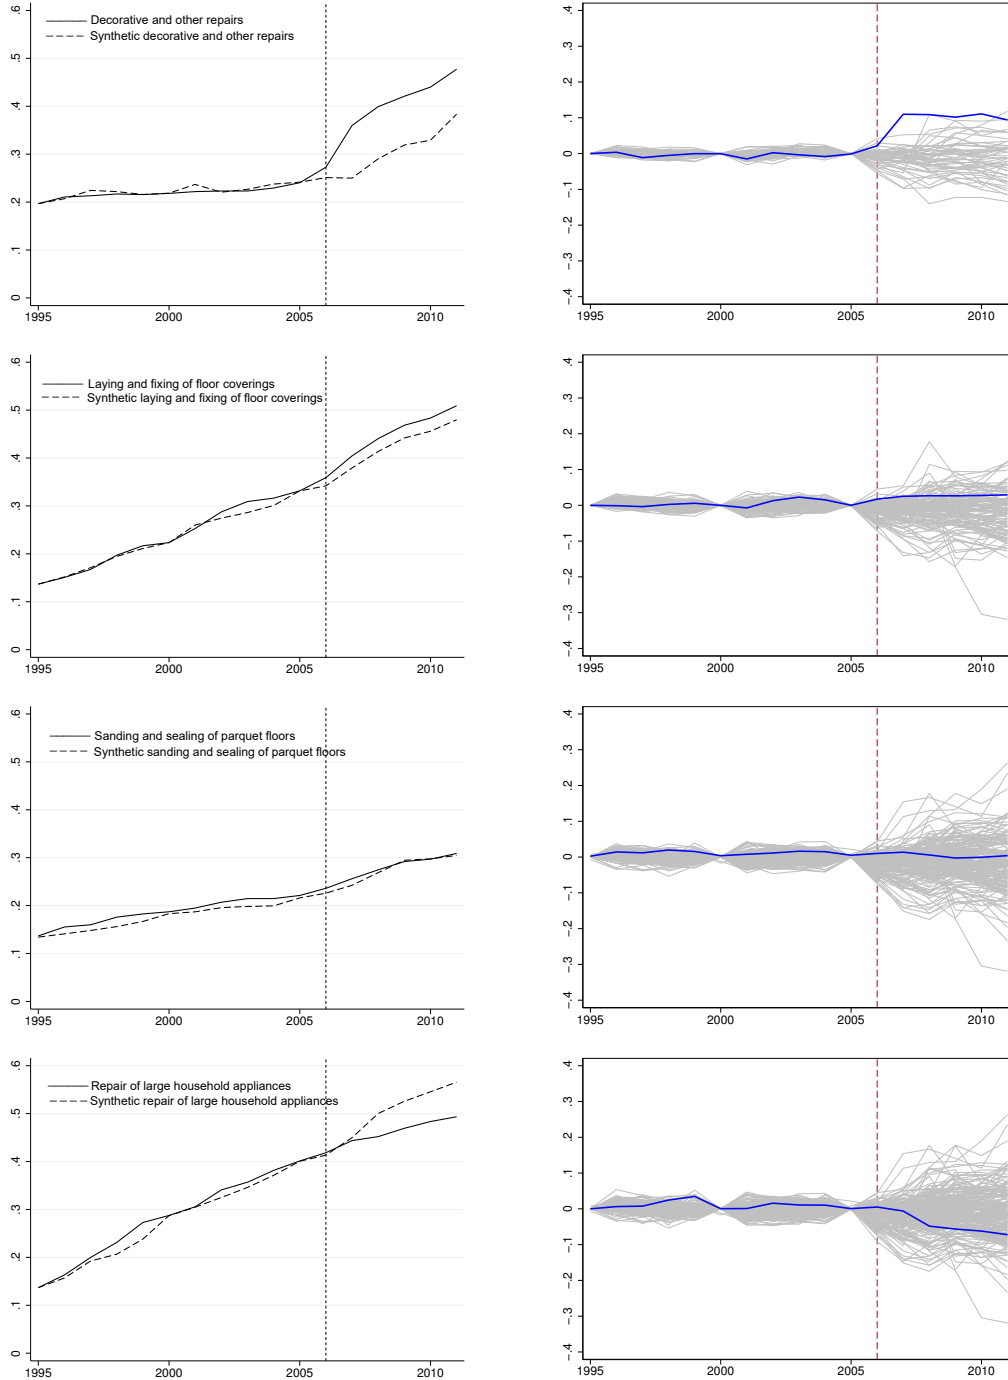 Decorative and other repairs
Synthetic decorative and other repairs
0 .1 .2 .3 .4 .5 .6
1995 2000 2005 2010
-.4 -.3 -.2 -.1 0 .1 .2 .3 .4
1995 2000 2005 2010
Laying and fixing of floor coverings
Synthetic laying and fixing of floor coverings
0 .1 .2 .3 .4 .5 .6
1995 2000 2005 2010
-.4 -.3 -.2 -.1 0 .1 .2 .3 .4
1995 2000 2005 2010
Sanding and sealing of parquet floors
Synthetic sanding and sealing of parquet floors
0 .1 .2 .3 .4 .5 .6
1995 2000 2005 2010
-.4 -.3 -.2 -.1 0 .1 .2 .3 .4
1995 2000 2005 2010
Repair of large household appliances
Synthetic repair of large household appliances
0 .1 .2 .3 .4 .5 .6
1995 2000 2005 2010
-.4 -.3 -.2 -.1 0 .1 .2 .3 .4
1995 2000 2005 2010